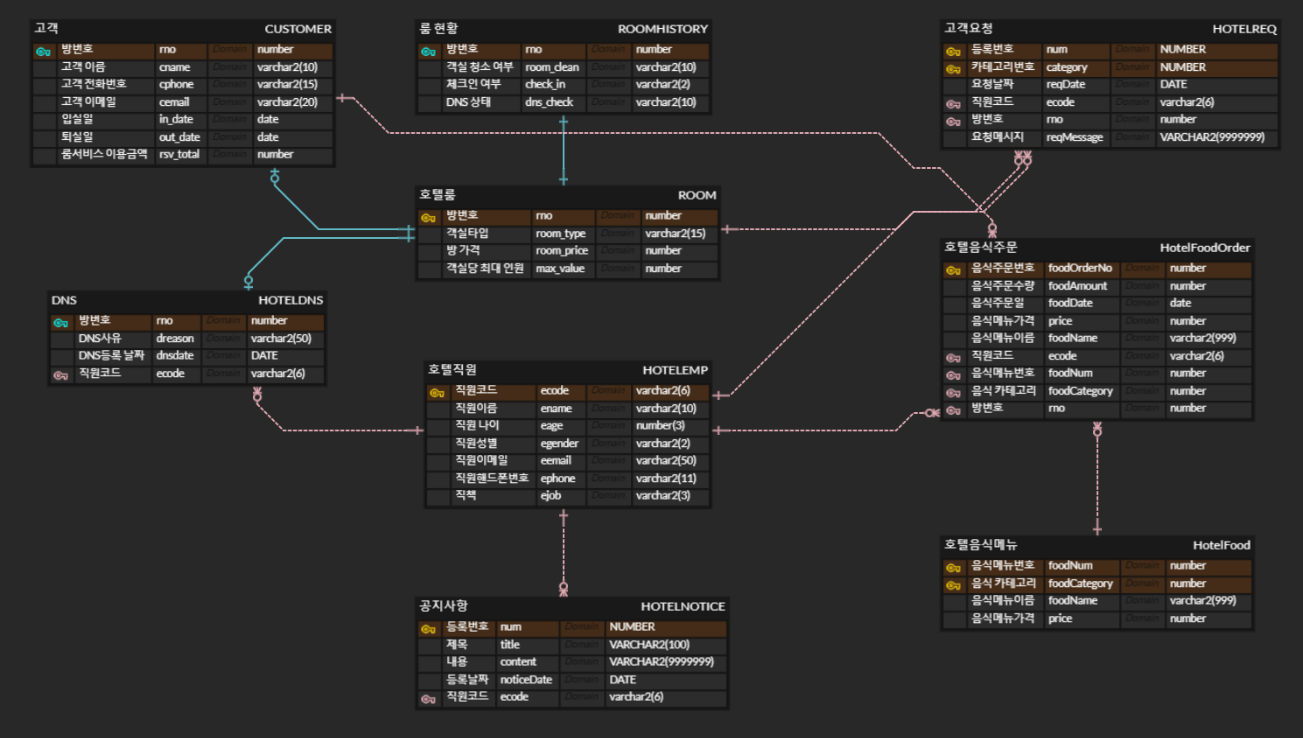 고객 CUSTOMER
방번호 rno Domain number
고객 이름 cname Domain varchar2(10)
고객 전화번호 cphone Domain varchar2(15)
고객 이메일 cemail Domain varchar2(20)
입실일 in_date Domain date
퇴실일 out_date Domain date
룸서비스 이용금액 rsv_total Domain number
룸 현황 ROOMHISTORY
방번호 rno Domain number
객실 청소 여부 room_clean Domain varchar2(10)
체크인 여부 check_in Domain varchar2(2)
DNS 상태 dns_check Domain varchar2(10)
고객요청 HOTELREQ
등록번호 num Domain NUMBER
카테고리번호 category Domain NUMBER
요청날짜 reqDate Domain DATE
직원코드 ecode Domain varchar2(6)
방번호 rno Domain number
요청메시지 reqMessage Domain VARCHAR2(9999999)
호텔룸 ROOM
방번호 rno Domain number
객실타입 room_type Domain varchar2(15)
방 가격 room_price Domain number
객실당 최대 인원 max_value Domain number
호텔음식주문 HotelFoodOrder
음식주문번호 foodOrderNo Domain number
음식주문수량 foodAmount Domain number
음식주문일 foodDate Domain date
음식메뉴가격 price Domain number
음식메뉴이름 foodName Domain varchar2(999)
직원코드 ecode Domain varchar2(6)
음식메뉴번호 foodNum Domain number
음식 카테고리 foodCategory Domain number
방번호 rno Domain number
DNS HOTELDNS
방번호 rno Domain number
DNS사유 dreason Domain varchar2(50)
DNS등록 날짜 dnsdate Domain DATE
직원코드 ecode Domain varchar2(6)
호텔직원 HOTELEMP
직원코드 ecode Domain varchar2(6)
직원이름 ename Domain varchar2(10)
직원 나이 eage Domain number(3)
직원성별 egender Domain varchar2(2)
직원이메일 eemail Domain varchar2(50)
직원핸드폰번호 ephone Domain varchar2(11)
직책 ejob Domain varchar2(3)
호텔음식메뉴 HotelFood
음식메뉴번호 foodNum Domain number
음식 카테고리 foodCategory Domain number
음식메뉴이름 foodName Domain varchar2(999)
음식메뉴가격 price Domain number
공지사항 HOTELNOTICE
등록번호 num Domain NUMBER
제목 title Domain VARCHAR2(100)
내용 content Domain VARCHAR2(9999999)
등록날짜 noticeDate Domain DATE
직원코드 ecode Domain varchar2(6)